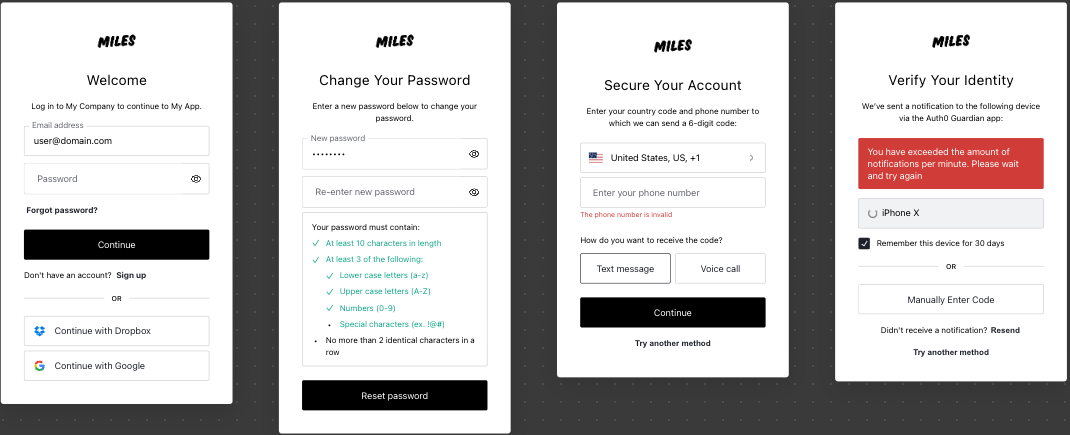 MILES
Welcome
Log in to My Company to continue to My App.
Email address
user@domain.com
Password
Forgot password?
Continue
Don't have an account? Sign up
OR
Continue with Dropbox
Continue with Google
MILES
Change Your Password
Enter a new password below to change your
password.
New password
••••••••
Re-enter new password
Your password must contain:
At least 10 characters in length
At least 3 of the following:
Lower case letters (a-z)
Upper case letters (A-Z)
Numbers (0-9)
• Special characters (ex. !@#)
• No more than 2 identical characters in a
row
Reset password
MILES
Secure Your Account
Enter your country code and phone number to
which we can send a 6-digit code:
United States, US, +1
Enter your phone number
The phone number is invalid
How do you want to receive the code?
Text message
Voice call
Continue
Try another method
MILES
Verify Your Identity
We've sent a notification to the following device
via the Auth0 Guardian app:
You have exceeded the amount of
notifications per minute. Please wait
and try again
iPhone X
Remember this device for 30 days
OR
Manually Enter Code
Didn't receive a notification? Resend
Try another method